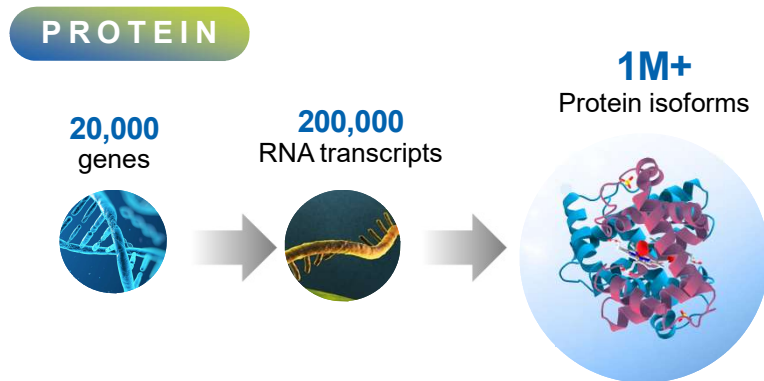 PROTEIN
20,000
genes
200,000
RNA transcripts
1M+
Protein isoforms